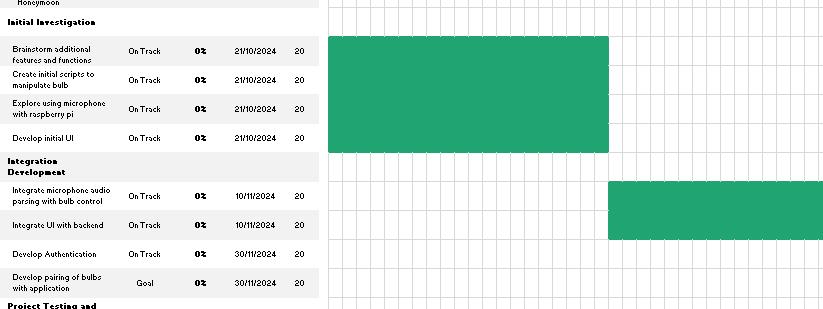 Honeymoon
Initial Investigation
Brainstorm additional
features and functions
On Track 0% 21/10/2024 20
Create initial scripts to
manipulate bulb
On Track 0% 21/10/2024 20
Explore using microphone
with raspberry pi
On Track 0% 21/10/2024 20
Develop initial UI On Track 0% 21/10/2024 20
Integration
Development
Integrate microphone audio
parsing with bulb control
On Track 0% 10/11/2024 20
Integrate UI with backend On Track 0% 10/11/2024 20
Develop Authentication On Track 0% 30/11/2024 20
Develop pairing of bulbs
with application
Goal 0% 30/11/2024 20
Project Testing and